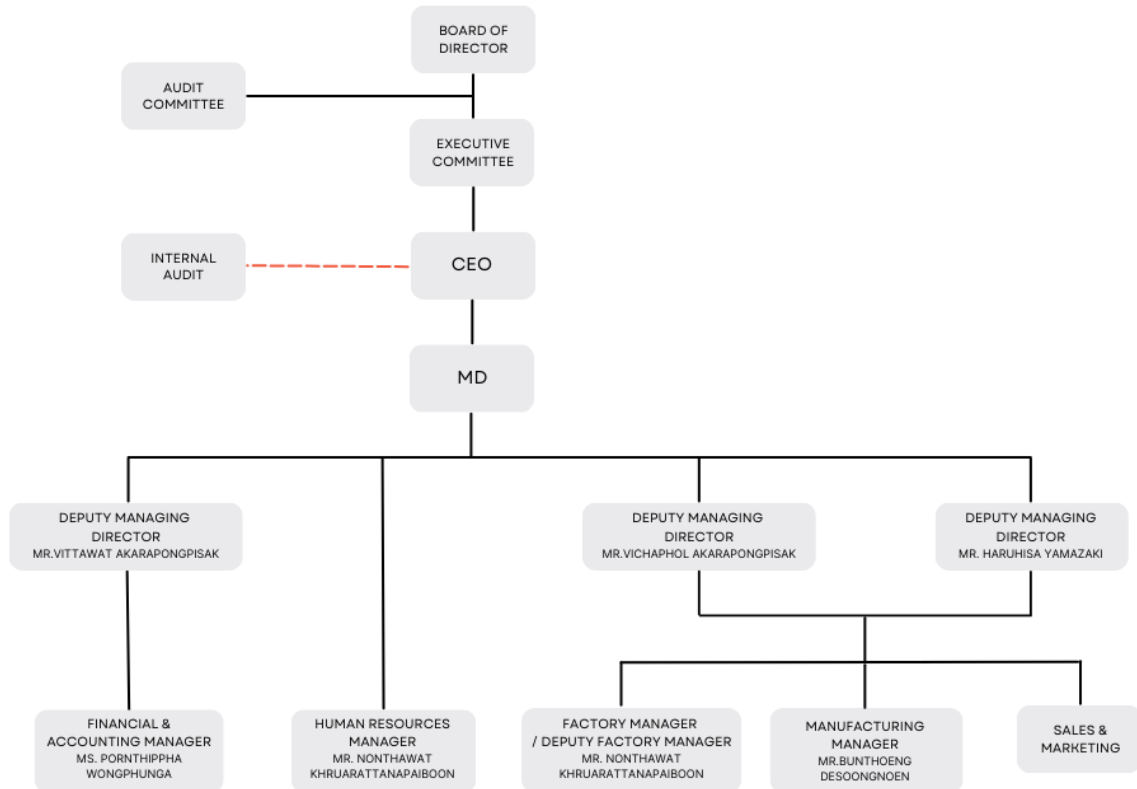 BOARD OF
DIRECTOR
AUDIT
COMMITTEE
EXECUTIVE
COMMITTEE
INTERNAL
AUDIT
CEO
MD
DEPUTY MANAGING
DIRECTOR
MR.VITTAWAT AKARAPONGPISAK
DEPUTY MANAGING
DIRECTOR
MR.VICHAPHOL AKARAPONGPISAK
DEPUTY MANAGING
DIRECTOR
MR. HARUHISA YAMAZAKI
FINANCIAL &
ACCOUNTING MANAGER
MS. PORNTHIPPHA
WONGPHUNGA
HUMAN RESOURCES
MANAGER
MR. NONTHAWAT
KHRUARATTANAPAIBOON
FACTORY MANAGER
/ DEPUTY FACTORY MANAGER
MR. NONTHAWAT
KHRUARATTANAPAIBOON
MANUFACTURING
MANAGER
MR.BUNTHOENG
DESOONGNOEN
SALES &
MARKETING